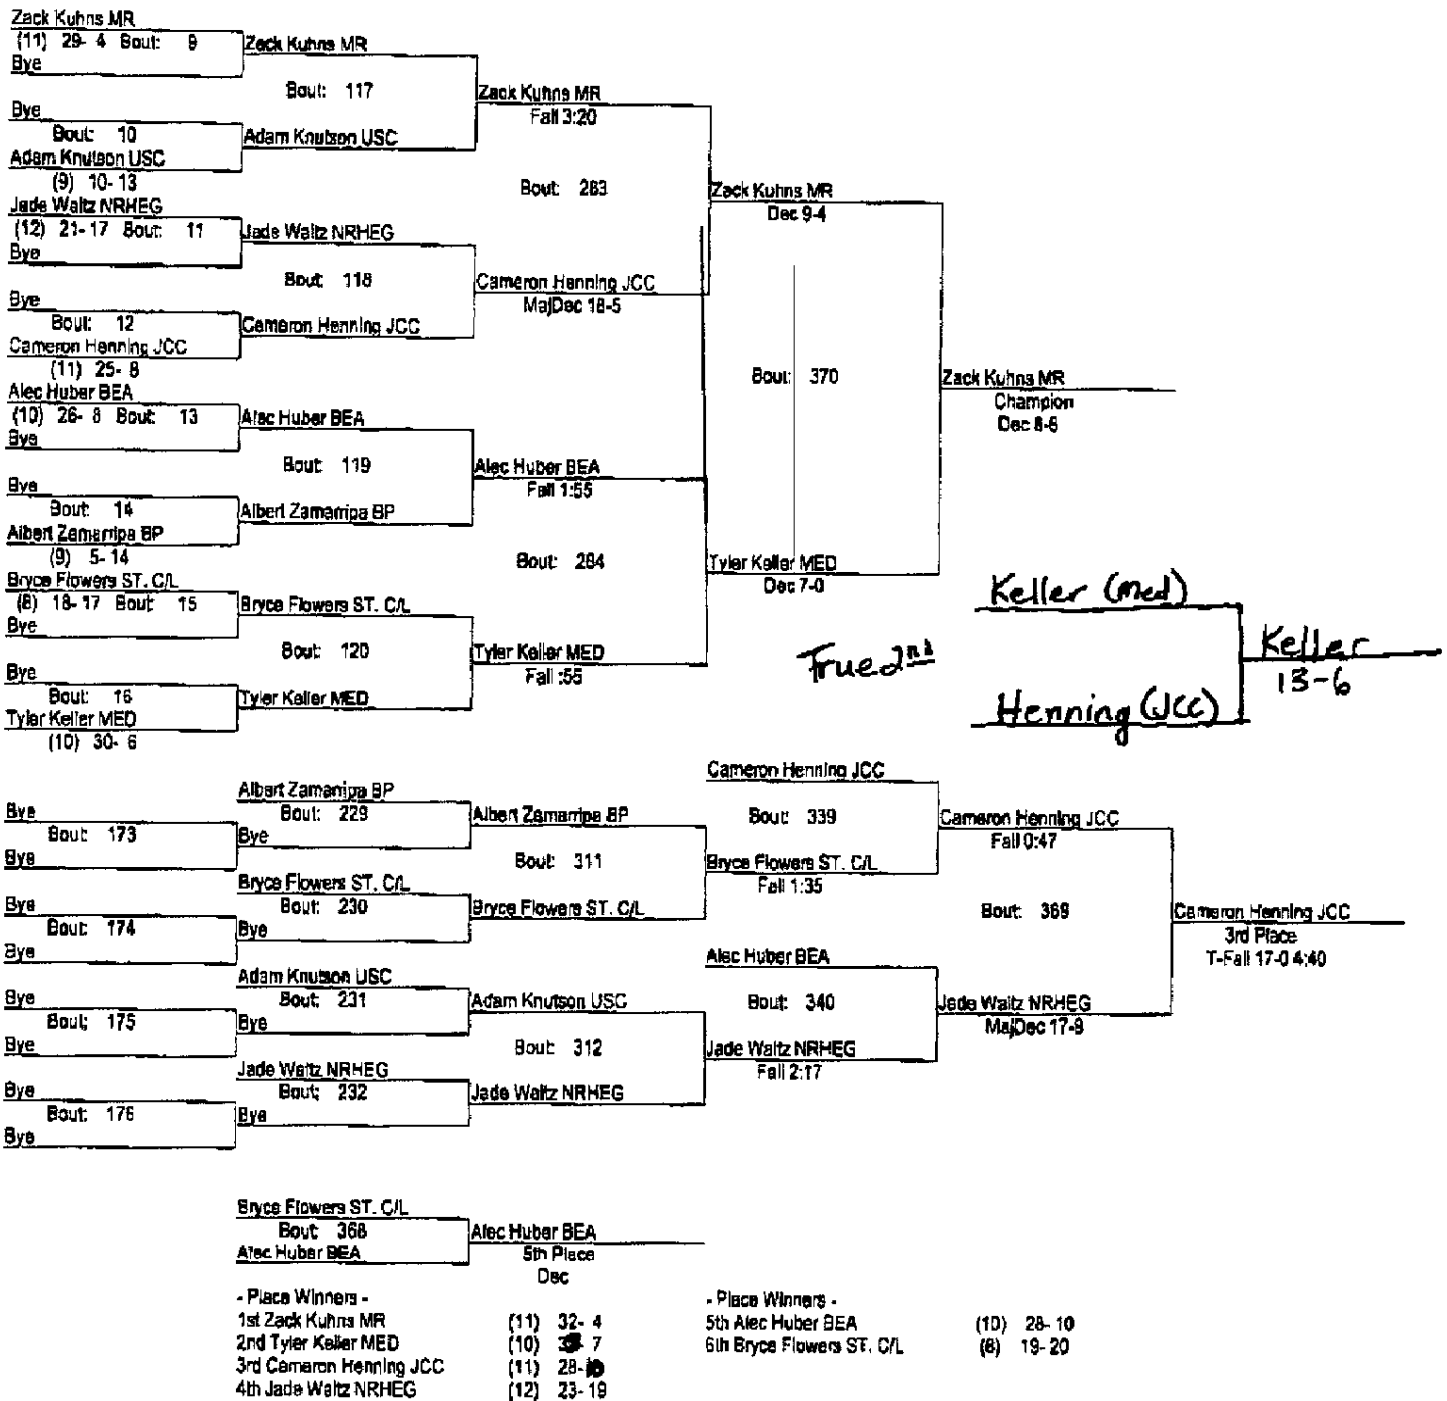 Zack Kuhns MR
(11) 29- 4 Bout: 9
Bye
Zack Kuhns MR
Bout: 117
Bye
Bout: 10
Adam Knutson USC
(9) 10- 13
Adam Knutson USC
Zack Kuhns MR
Fall 3:20
Bout: 283
Jade Waltz NRHEG
(12) 21- 17 Bout: 11
Bye
Jade Waltz NRHEG
Bout: 118
Bye
Bout: 12
Cameron Henning JCC
(11) 25- 8
Cameron Henning JCC
Cameron Henning JCC
MajDec 18-5
Zack Kuhns MR
Dec 9-4
Alec Huber BEA
(10) 26- 8 Bout: 13
Bye
Alec Huber BEA
Bout: 119
Bye
Bout: 14
Albert Zamarripa BP
(9) 5- 14
Albert Zamarripa BP
Alec Huber BEA
Fall 1:55
Bout: 284
Bryce Flowers ST. C/L
(8) 18- 17 Bout: 15
Bye
Bryce Flowers ST. C/L
Bout: 120
Bye
Bout: 16
Tyler Keller MED
(10) 30- 6
Tyler Keller MED
Tyler Keller MED
Fall :55
Tyler Keller MED
Dec 7-0
Bout: 370
Zack Kuhns MR
Champion
Dec 8-6
True 2nd
Keller (Med)
Henning (JCC)
Keller
13-6
Bye
Bout: 173
Bye
Albert Zamarripa BP
Bout: 229
Bye
Albert Zamarripa BP
Bout: 311
Bye
Bout: 174
Bye
Bryce Flowers ST. C/L
Bout: 230
Bye
Bryce Flowers ST. C/L
Cameron Henning JCC
Bout: 339
Bryce Flowers ST. C/L
Fall 1:35
Cameron Henning JCC
Fall 0:47
Bout: 369
Bye
Bout: 175
Bye
Adam Knutson USC
Bout: 231
Bye
Adam Knutson USC
Bout: 312
Bye
Bout: 176
Bye
Jade Waltz NRHEG
Bout: 232
Bye
Jade Waltz NRHEG
Alec Huber BEA
Bout: 340
Jade Waltz NRHEG
Fall 2:17
Jade Waltz NRHEG
MajDec 17-9
Cameron Henning JCC
3rd Place
T-Fall 17-0 4:40
Bryce Flowers ST. C/L
Bout: 368
Alec Huber BEA
Alec Huber BEA
5th Place
Dec
- Place Winners -
1st Zack Kuhns MR (11) 32- 4
2nd Tyler Keller MED (10) 7
3rd Cameron Henning JCC (11) 28-
4th Jade Waltz NRHEG (12) 23- 19
- Place Winners -
5th Alec Huber BEA (10) 28- 10
6th Bryce Flowers ST. C/L (8) 19- 20